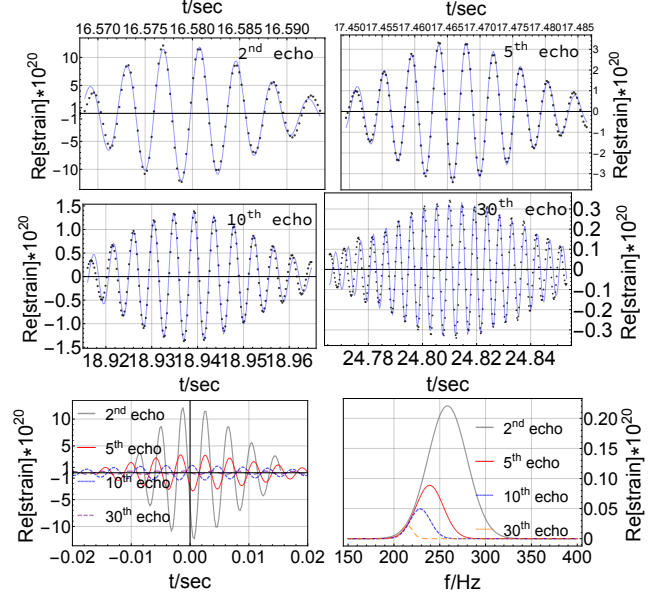 t/sec t/sec
16.570 16.575 16.580 16.585 16.590
17.450 17.455 17.460 17.465 17.470 17.475 17.480 17.485
Re[strain]*10^20
10
5
1
-1
-5
-10
2nd echo
5th echo
3
2
1
0
-1
-2
-3
Re[strain]*10^20
Re[strain]*10^20
1.5
1.0
0.5
0
-0.5
-1.0
-1.5
10th echo
18.92 18.93 18.94 18.95 18.96
t/sec
30th echo
0.3
0.2
0.1
0
-0.1
-0.2
-0.3
Re[strain]*10^20
24.78 24.80 24.82 24.84
t/sec
Re[strain]*10^20
10
5
1
-1
-5
-10
2nd echo
5th echo
10th echo
30th echo
-0.02 -0.01 0.00 0.01 0.02
t/sec
2nd echo
5th echo
10th echo
30th echo
0.20
0.15
0.10
0.05
0
Re[strain]*10^20
150 200 250 300 350 400
f/Hz